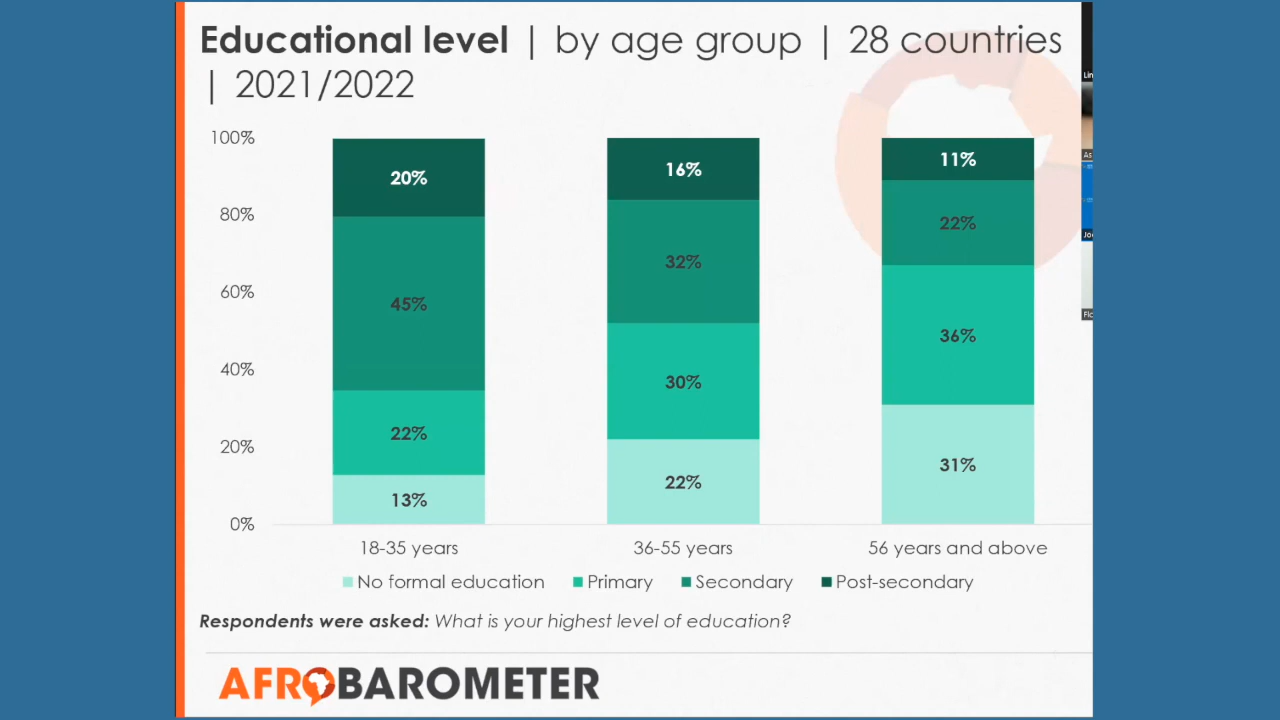 Educational level | by age group | 28 countries
| 2021/2022
100%
80%
60%
40%
20%
0%
20%
45%
22%
13%
16%
32%
30%
22%
11%
22%
36%
31%
18-35 years
36-55 years
56 years and above
No formal education
Primary
Secondary
Post-secondary
Respondents were asked: What is your highest level of education?
AFROBAROMETER
Lin
As